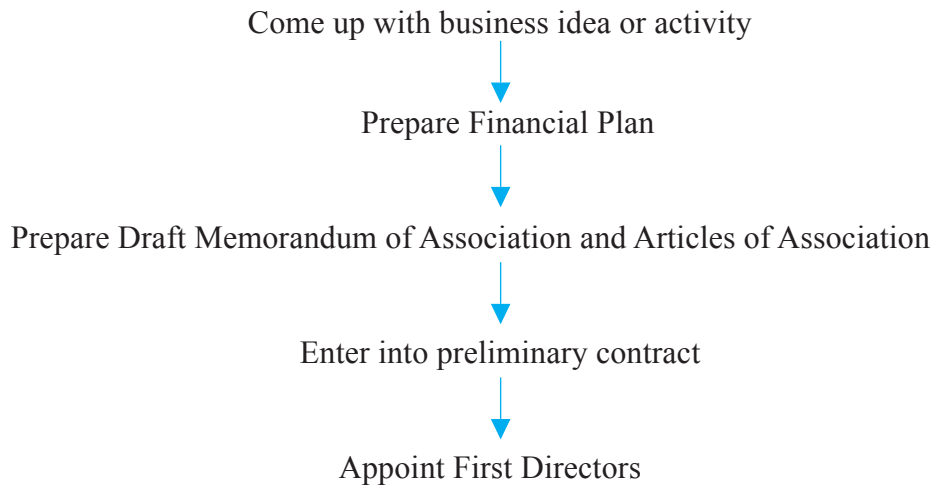 Come up with business idea or activity
Prepare Financial Plan
Prepare Draft Memorandum of Association and Articles of Association
Enter into preliminary contract
Appoint First Directors